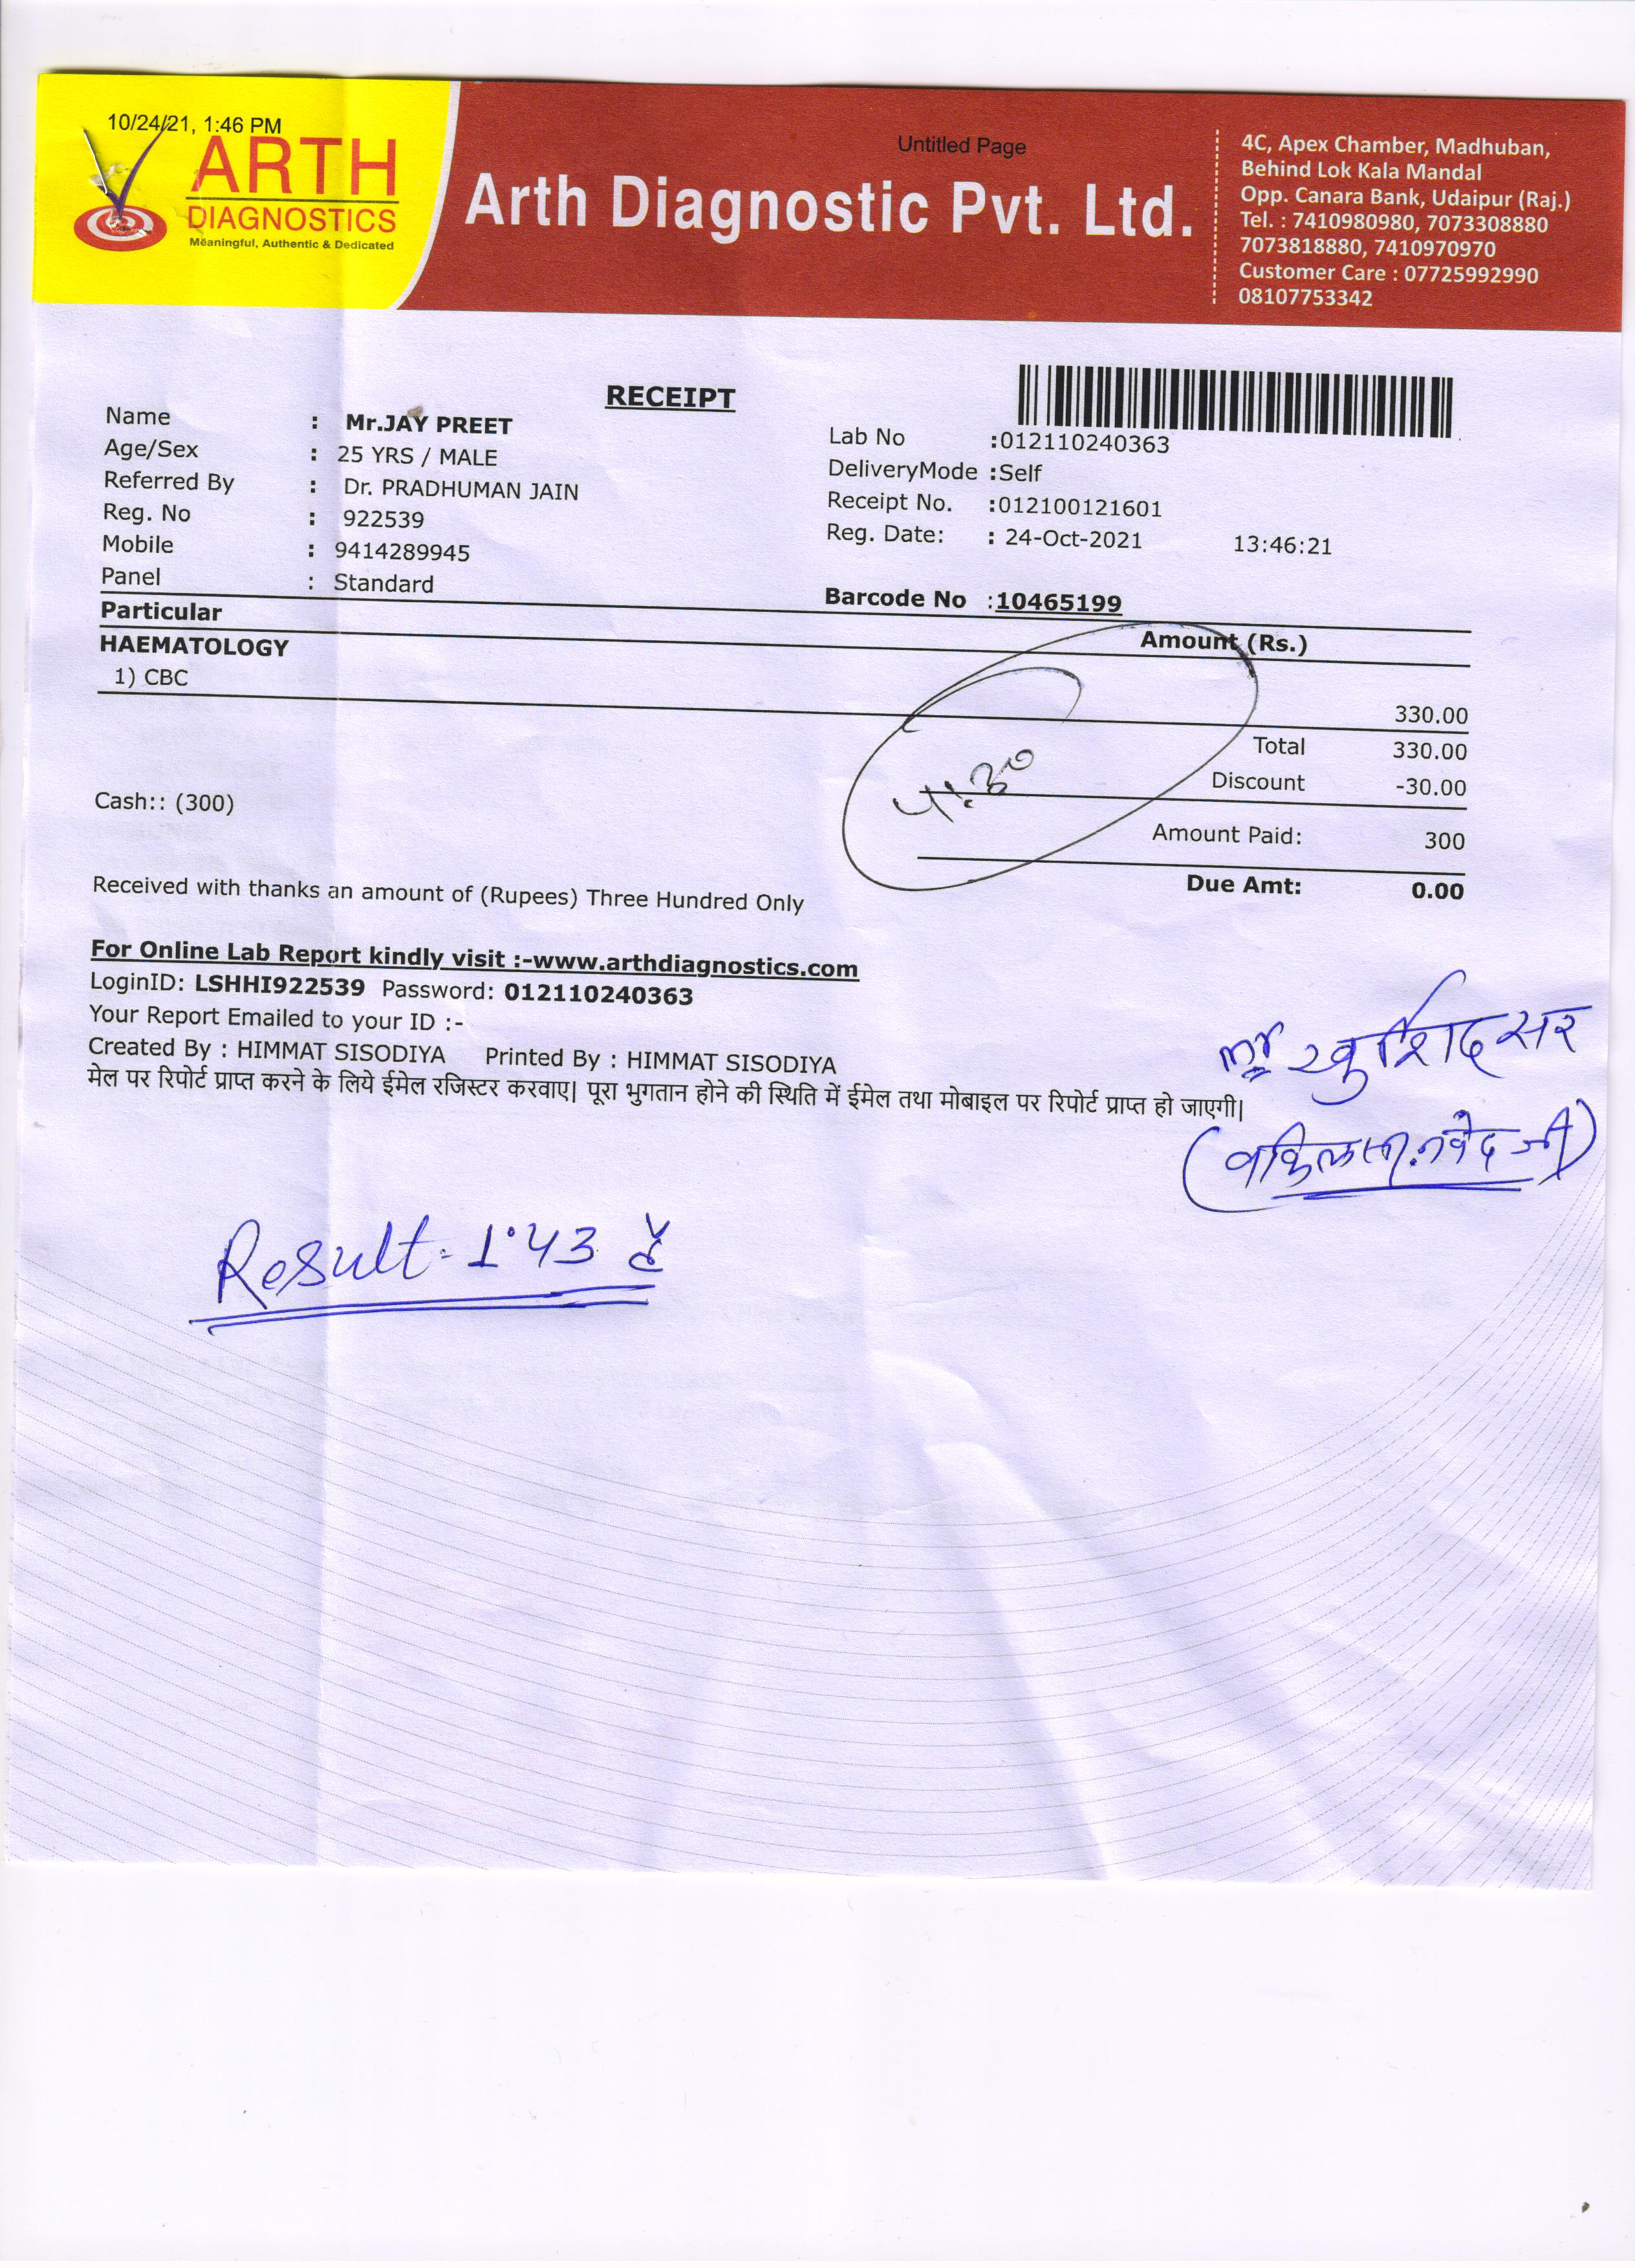 10/24/21, 1:46 PM
Untitled Page
ARTH
DIAGNOSTICS
Meaningful, Authentic & Dedicated
Arth Diagnostic Pvt. Ltd.
4C, Apex Chamber, Madhuban,
Behind Lok Kala Mandal
Opp. Canara Bank, Udaipur (Raj.)
Tel. : 7410980980, 7073308880
7073818880, 7410970970
Customer Care : 07725992990
08107753342
RECEIPT
Name : Mr.JAY PREET
Age/Sex : 25 YRS / MALE
Referred By : Dr. PRADHUMAN JAIN
Reg. No : 922539
Mobile : 9414289945
Panel : Standard
Lab No :012110240363
DeliveryMode :Self
Receipt No. :012100121601
Reg. Date: : 24-Oct-2021 13:46:21
Barcode No :10465199
Particular Amount (Rs.)
HAEMATOLOGY
1) CBC 330.00
Total 330.00
Discount -30.00
Cash:: (300)
Amount Paid: 300
Due Amt: 0.00
Received with thanks an amount of (Rupees) Three Hundred Only
For Online Lab Report kindly visit :-www.arthdiagnostics.com
LoginID: LSHHI922539 Password: 012110240363
Your Report Emailed to your ID :-
Created By : HIMMAT SISODIYA Printed By : HIMMAT SISODIYA
मेल पर रिपोर्ट प्राप्त करने के लिये ईमेल रजिस्टर करवाए| पूरा भुगतान होने की स्थिति में ईमेल तथा मोबाइल पर रिपोर्ट प्राप्त हो जाएगी|
खुर्शिद सर
जी)
Result - 1.43 है